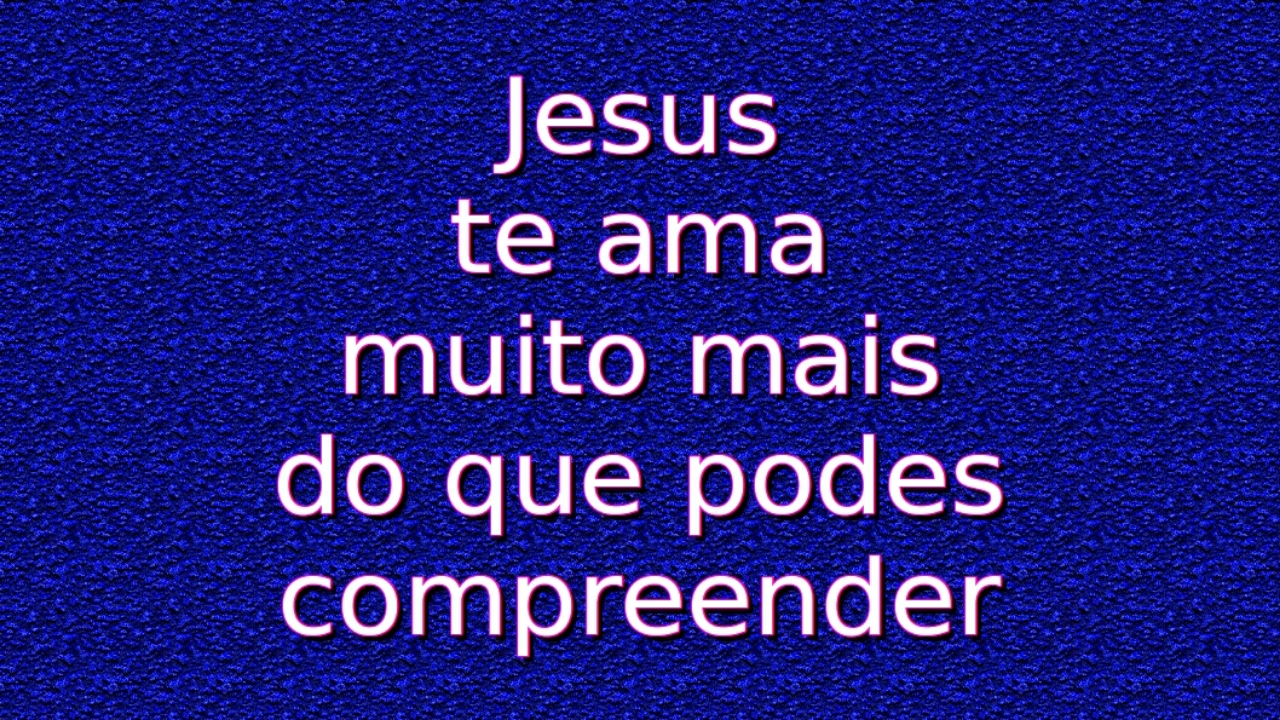 Jesus
te ama
muito mais
do que podes
compreender